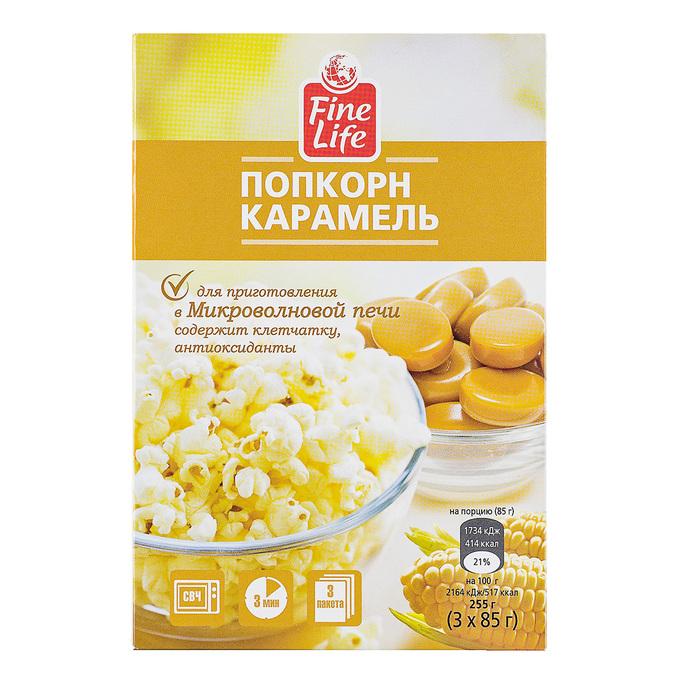 Fine
Life
ПОПКОРН
КАРАМЕЛЬ
для приготовления
в Микроволновой печи
содержит клетчатку,
антиоксиданты
на порцию (85 г)
1734 кДж
414 ккал
21%
на 100 г
2164 кДж/517 ккал
255 г
(3 х 85 г)
СВЧ
3 мин
3
пакета